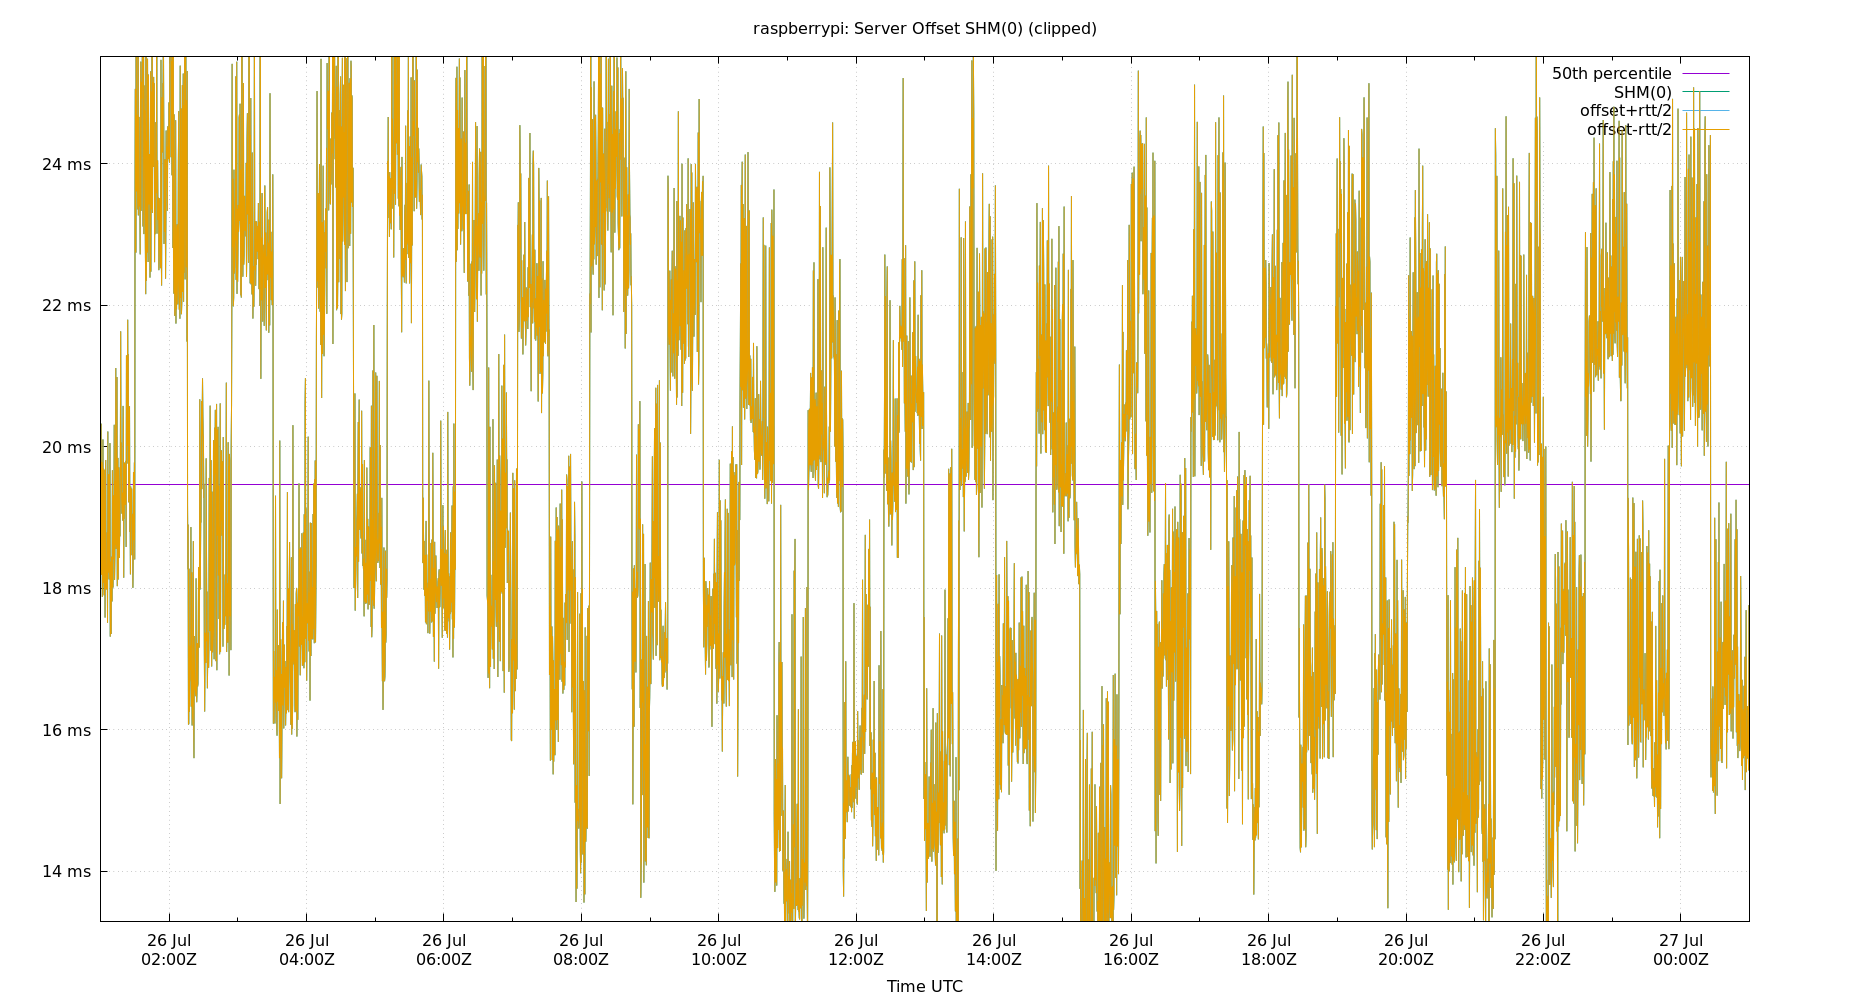 raspberrypi: Server Offset SHM(0) (clipped)
50th percentile
SHM(0)
offset+rtt/2
offset-rtt/2
24 ms
22 ms
20 ms
18 ms
16 ms
14 ms
26 Jul 26 Jul 26 Jul 26 Jul 26 Jul 26 Jul 26 Jul 26 Jul 26 Jul 26 Jul 26 Jul 27 Jul
02:00Z 04:00Z 06:00Z 08:00Z 10:00Z 12:00Z 14:00Z 16:00Z 18:00Z 20:00Z 22:00Z 00:00Z
Time UTC